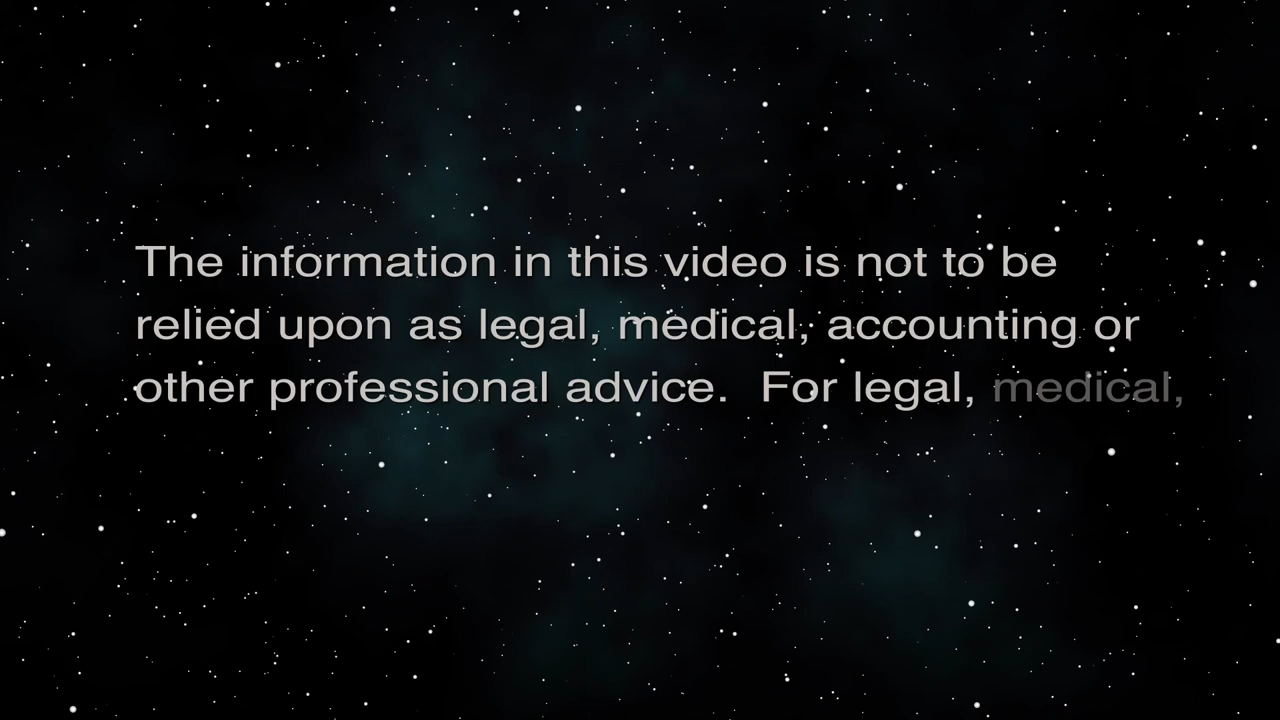 The information in this video is not to be
relied upon as legal, medical, accounting or
other professional advice.  For legal, medical,